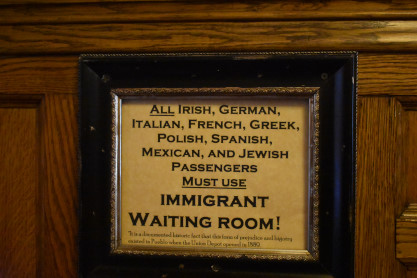 ALL IRISH, GERMAN,
ITALIAN, FRENCH, GREEK,
POLISH, SPANISH,
MEXICAN, AND JEWISH
PASSENGERS
MUST USE
IMMIGRANT
WAITING ROOM!
It is a documented historic fact that this form of prejudice and bigotry
existed in Pueblo when the Union Depot opened in 1890.